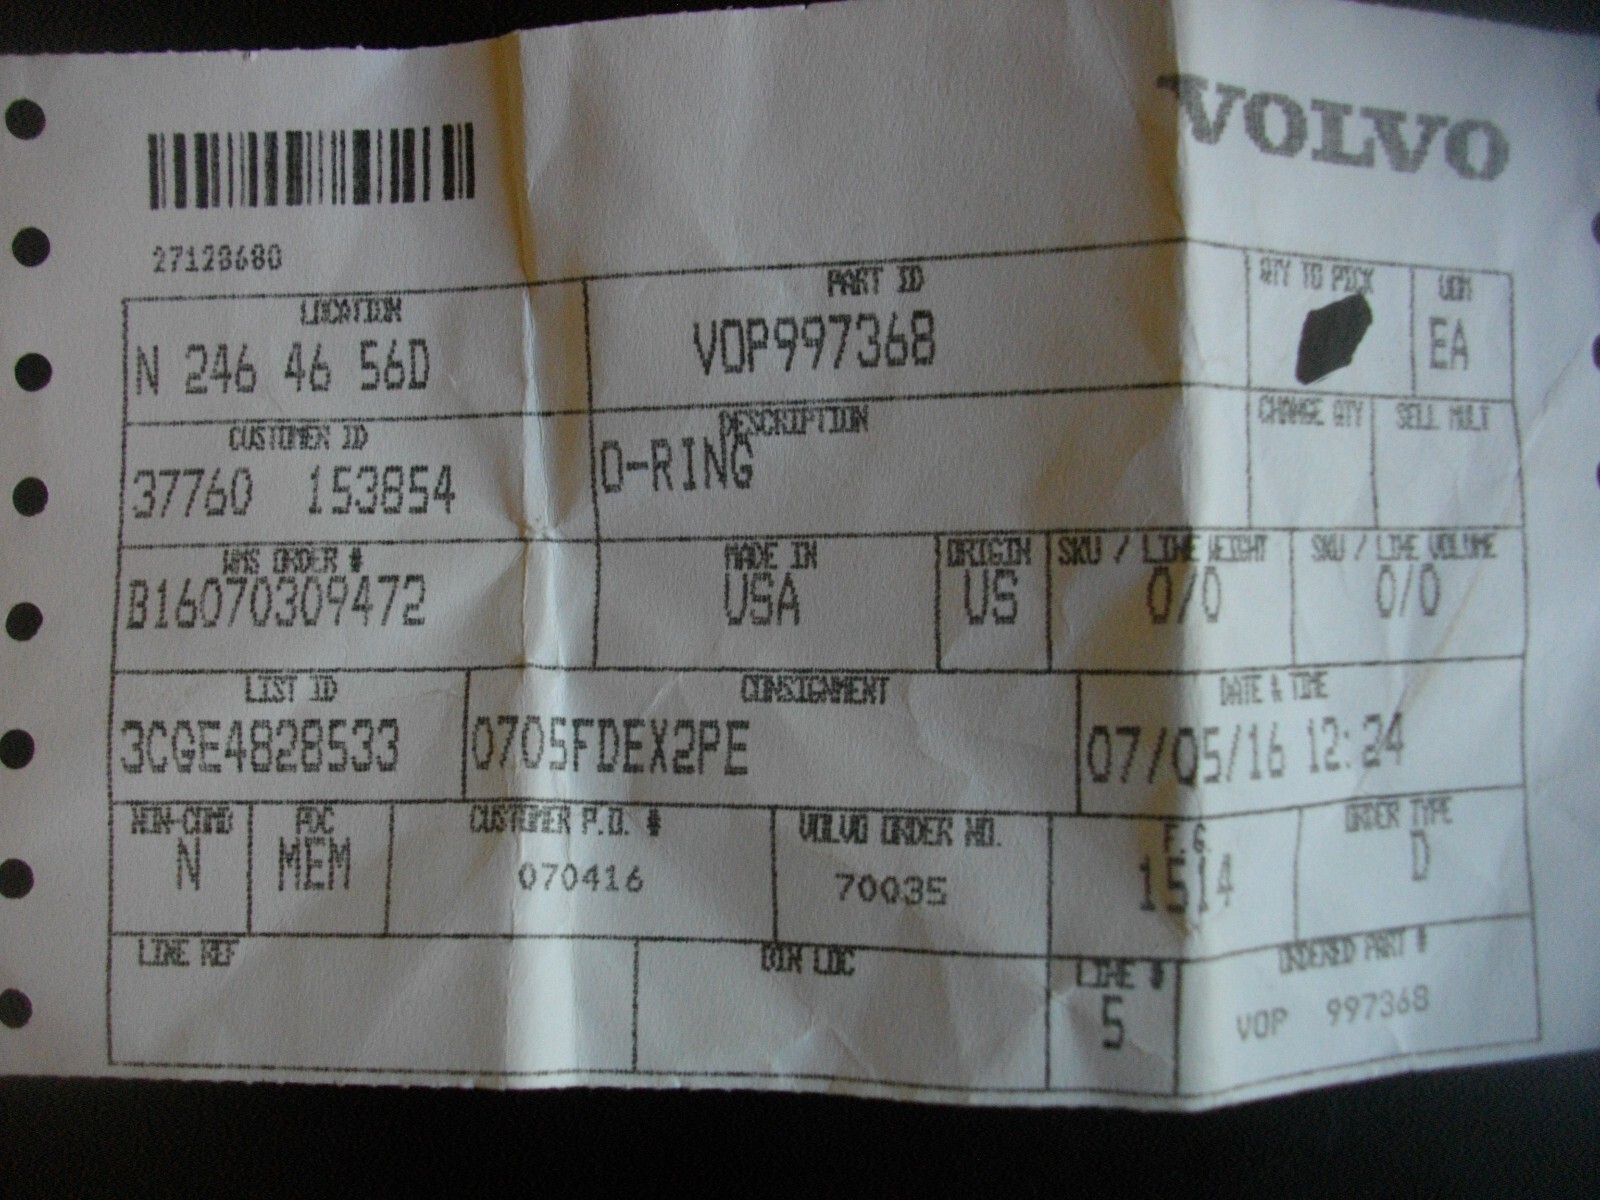 VOLVO
27123680
LOCATION
N 246 46 56D
PART ID
VOP997368
QTY TO PICK
UOM
EA
CUSTOMER ID
37760 153854
DESCRIPTION
O-RING
CHANGE QTY
SELL MULT
WMS ORDER #
B16070309472
MADE IN
USA
ORIGIN
US
SKU / LINE WEIGHT
0/0
SKU / LINE VOLUME
0/0
LIST ID
3CGE4828533
CONSIGNMENT
0705FDEX2PE
DATE & TIME
07/05/16 12:24
NON-CNMD
N
PDC
MEM
CUSTOMER P.O. #
070416
VOLVO ORDER NO.
70035
F.G.
1514
ORDER TYPE
D
LINE REF
BIN LOC
LINE #
5
ORDERED PART #
VOP 997368